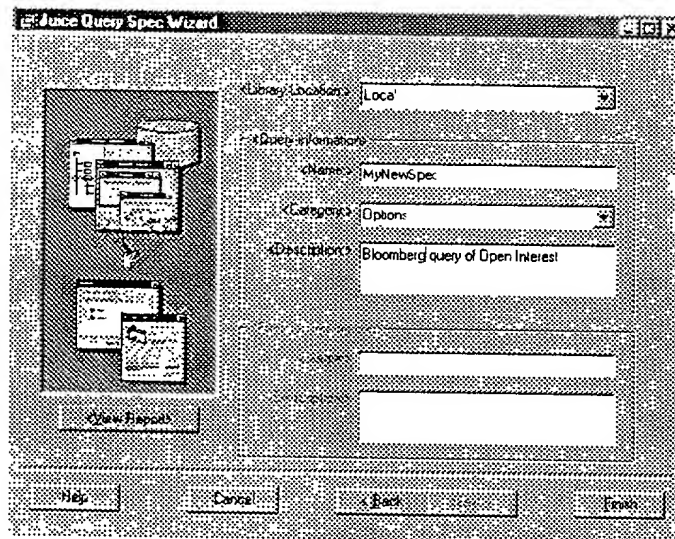 Juice Query Spec Wizard
<Library Location> Local
<Query Information>
<Name> MyNewSpec
<Category> Options
<Description> Bloomberg query of Open Interest
<View Report>
Help Cancel < Back Finish